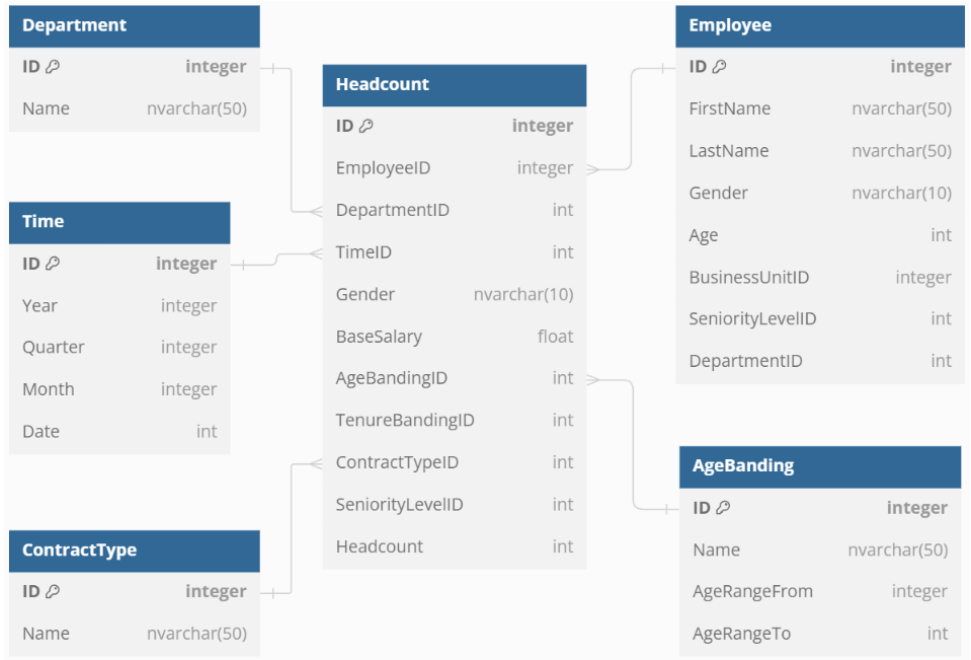 Department
ID integer
Name nvarchar(50)
Time
ID integer
Year integer
Quarter integer
Month integer
Date int
ContractType
ID integer
Name nvarchar(50)
Headcount
ID integer
EmployeeID integer
DepartmentID int
TimeID int
Gender nvarchar(10)
BaseSalary float
AgeBandingID int
TenureBandingID int
ContractTypeID int
SeniorityLevelID int
Headcount int
Employee
ID integer
FirstName nvarchar(50)
LastName nvarchar(50)
Gender nvarchar(10)
Age int
BusinessUnitID integer
SeniorityLevelID int
DepartmentID int
AgeBanding
ID integer
Name nvarchar(50)
AgeRangeFrom integer
AgeRangeTo int